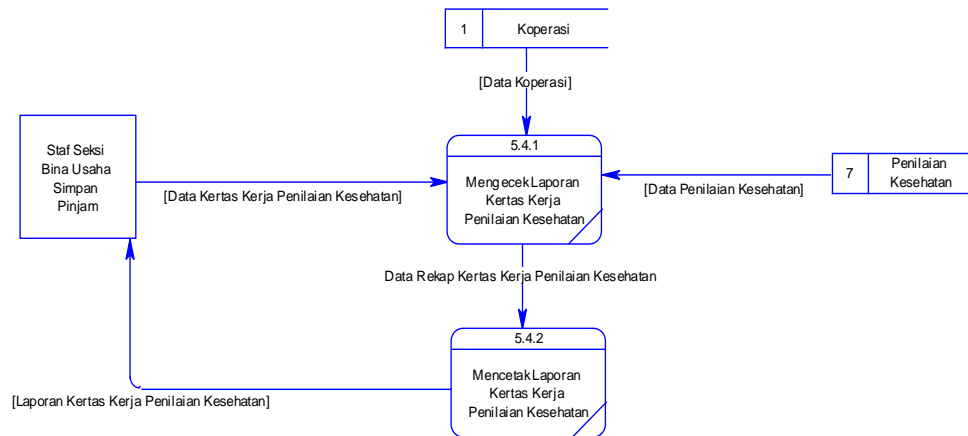 1 Koperasi
[Data Koperasi]
Staf Seksi
Bina Usaha
Simpan
Pinjam
[Data Kertas Kerja Penilaian Kesehatan]
5.4.1
Mengecek Laporan
Kertas Kerja
Penilaian Kesehatan
[Data Penilaian Kesehatan]
7 Penilaian
Kesehatan
Data Rekap Kertas Kerja Penilaian Kesehatan
5.4.2
Mencetak Laporan
Kertas Kerja
Penilaian Kesehatan
[Laporan Kertas Kerja Penilaian Kesehatan]